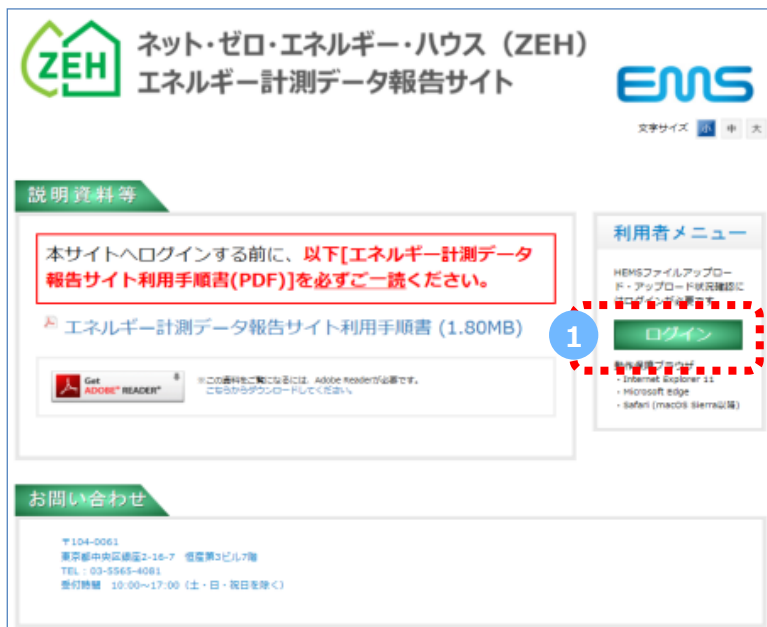 ZEH
ネット・ゼロ・エネルギー・ハウス（ZEH）
エネルギー計測データ報告サイト
EMS
文字サイズ 小 中 大
説明資料等
本サイトへログインする前に、以下[エネルギー計測データ
報告サイト利用手順書(PDF)]を必ずご一読ください。
エネルギー計測データ報告サイト利用手順書 (1.80MB)
Get
ADOBE® READER®
※この資料をご覧になるには、Adobe Readerが必要です。
こちらからダウンロードしてください。
利用者メニュー
HEMSファイルアップロー
ド・アップロード状況確認に
はログインが必要です
1
ログイン
動作保障ブラウザ
・Internet Explorer 11
・Microsoft edge
・Safari (macOS Sierra以降)
お問い合わせ
〒104-0061
東京都中央区銀座2-16-7 恒産第3ビル7階
TEL：03-5565-4081
受付時間 10:00～17:00（土・日・祝日を除く）